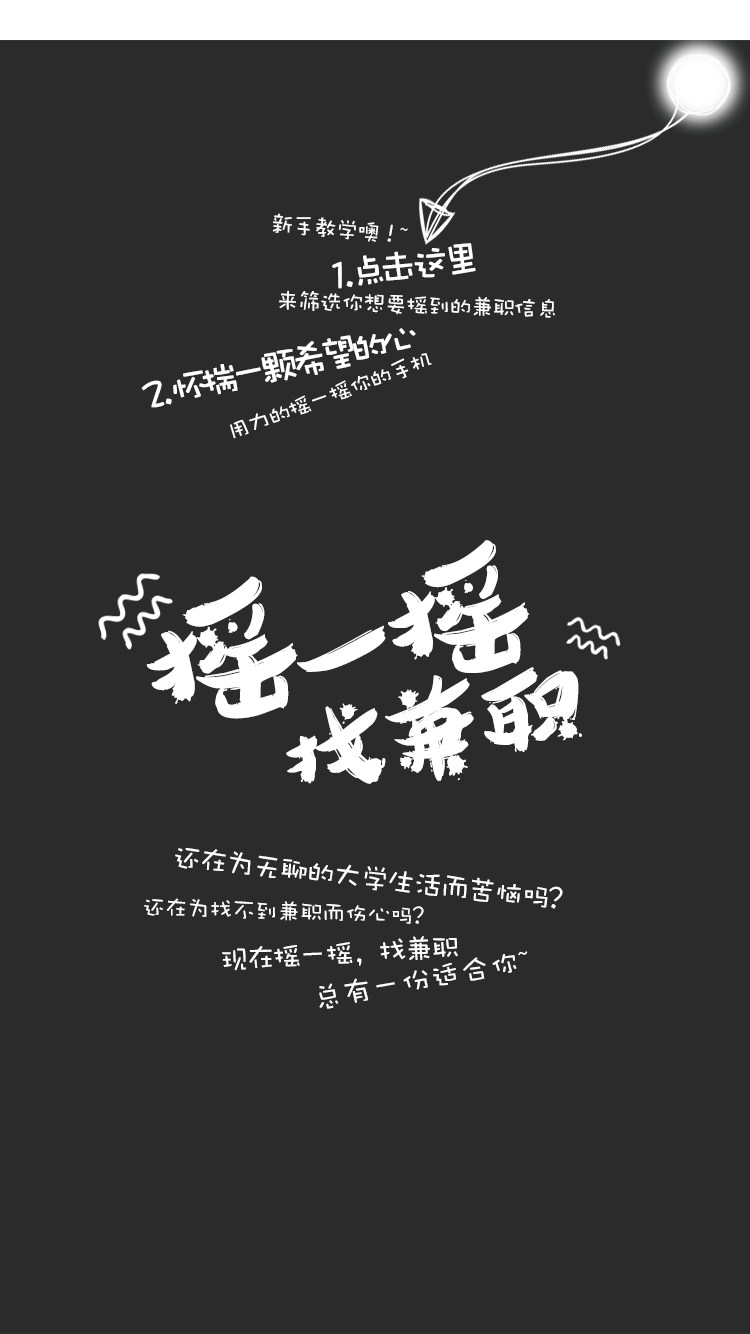 新手教学噢！~
1.点击这里
来筛选你想要摇到的兼职信息
2.怀揣一颗希望的心
用力的摇一摇你的手机
摇一摇
找兼职
还在为无聊的大学生活而苦恼吗？
还在为找不到兼职而伤心吗？
现在摇一摇，找兼职
总有一份适合你~